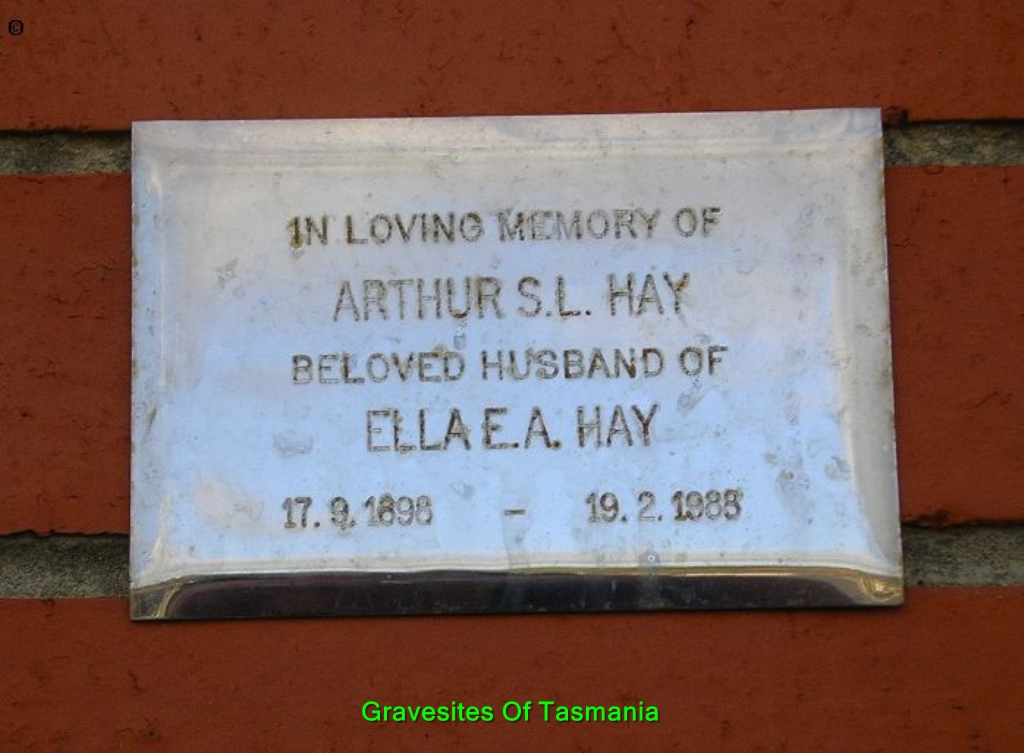 ©
IN LOVING MEMORY OF
ARTHUR S.L. HAY
BELOVED HUSBAND OF
ELLA E.A. HAY
17. 9. 1898 – 19. 2. 1988
Gravesites Of Tasmania